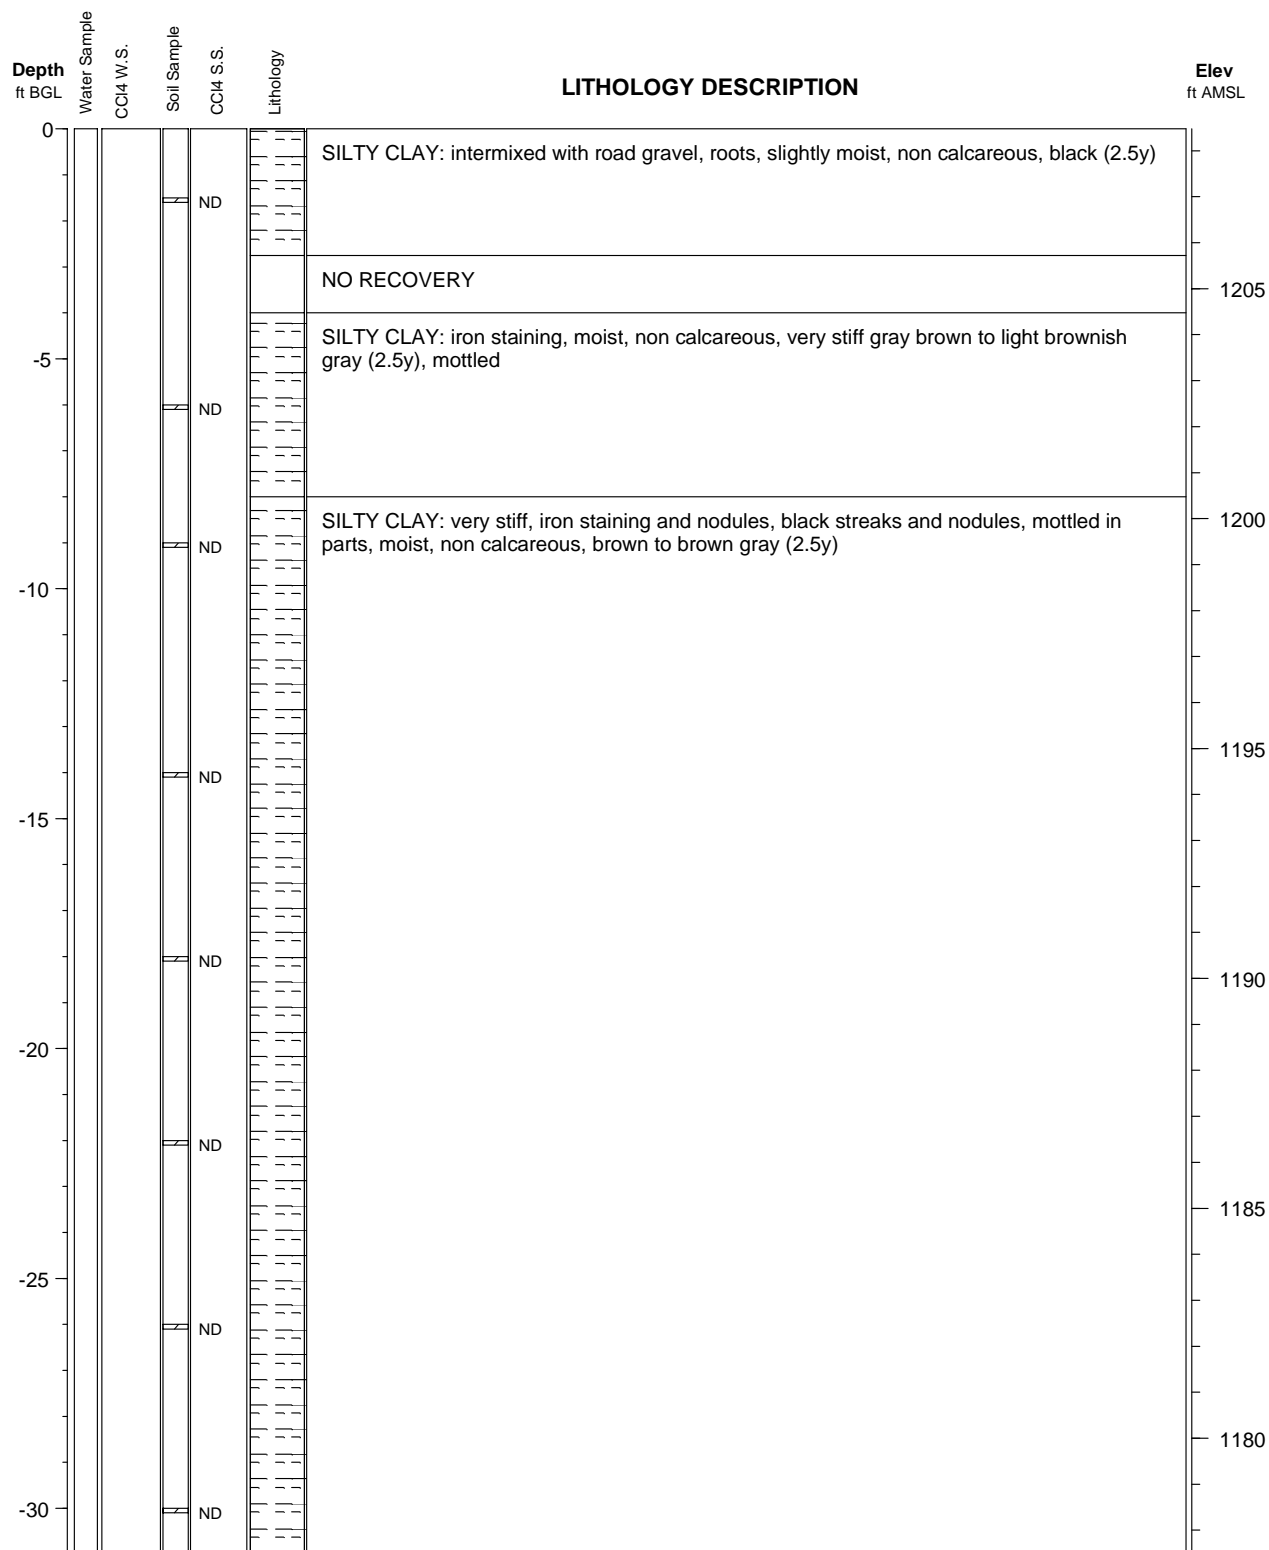 Depth
ft BGL
Water Sample
CCl4 W.S.
Soil Sample
CCl4 S.S.
Lithology
LITHOLOGY DESCRIPTION
Elev
ft AMSL
0
SILTY CLAY: intermixed with road gravel, roots, slightly moist, non calcareous, black (2.5y)
ND
NO RECOVERY
1205
SILTY CLAY: iron staining, moist, non calcareous, very stiff gray brown to light brownish
gray (2.5y), mottled
-5
ND
SILTY CLAY: very stiff, iron staining and nodules, black streaks and nodules, mottled in
parts, moist, non calcareous, brown to brown gray (2.5y)
1200
ND
-10
1195
ND
-15
ND
1190
-20
ND
1185
-25
ND
1180
-30
ND